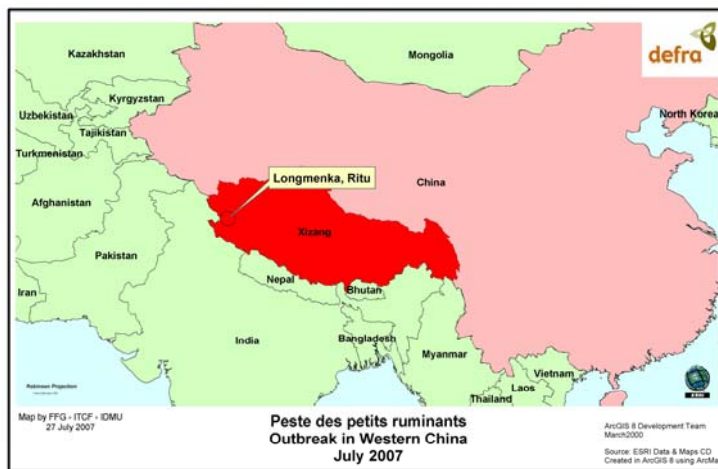 defra
Kazakhstan
Mongolia
Kyrgyzstan
Uzbekistan
North Korea
Tajikistan
Turkmenistan
Longmenka, Ritu
China
Afghanistan
Xizang
Pakistan
Nepal
Iran
Bhutan
India
Bangladesh
Myanmar
Vietnam
Laos
Thailand
Robinson Projection
Map by FFG - ITCF - IDMU
27 July 2007
Peste des petits ruminants
Outbreak in Western China
July 2007
ArcGIS 8 Development Team
March2000
Source: ESRI Data & Maps CD
Created in ArcGIS 8 using ArcMa